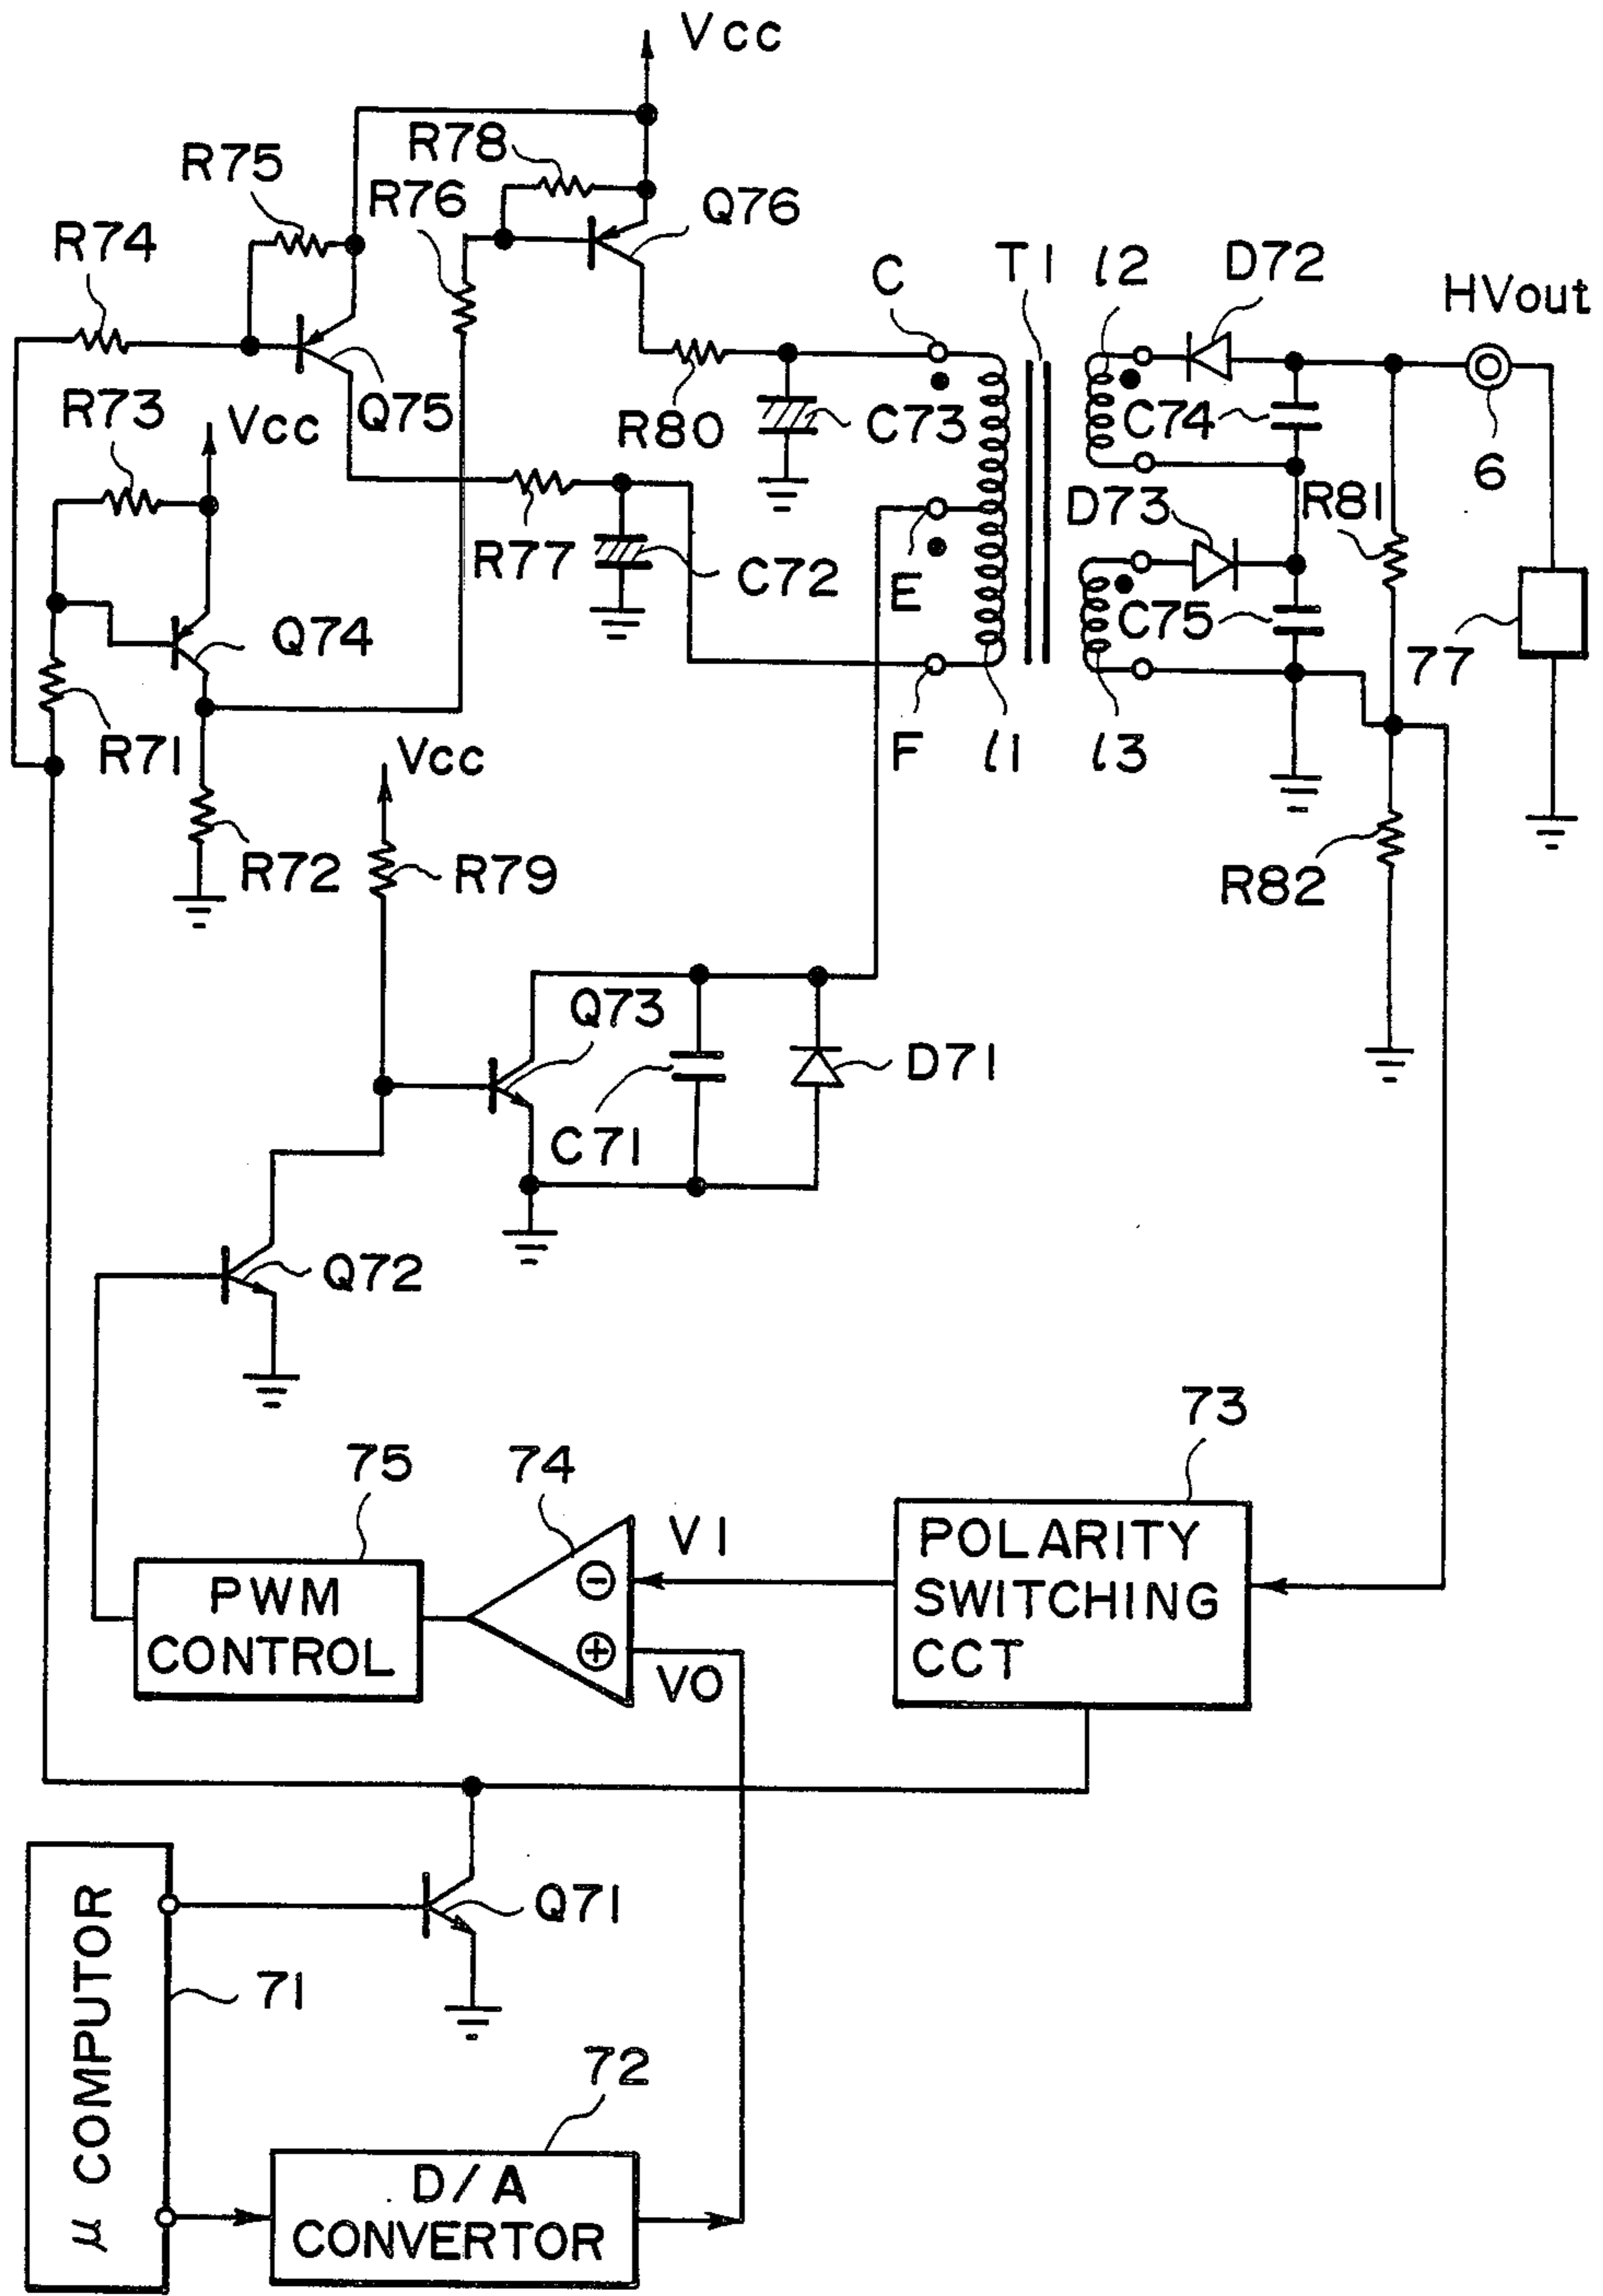 Vcc
R78
R75
R76
Q76
R74
C
T1
l2
D72
HVout
R73
Vcc
Q75
R80
C73
C74
6
D73
R81
R77
C72
E
C75
Q74
77
R71
Vcc
F
l1
l3
R72
R79
R82
Q73
D71
C71
Q72
73
75
74
V1
POLARITY
SWITCHING
CCT
PWM
CONTROL
⊖
⊕
V0
Q71
μ COMPUTOR
71
72
D/A
CONVERTOR